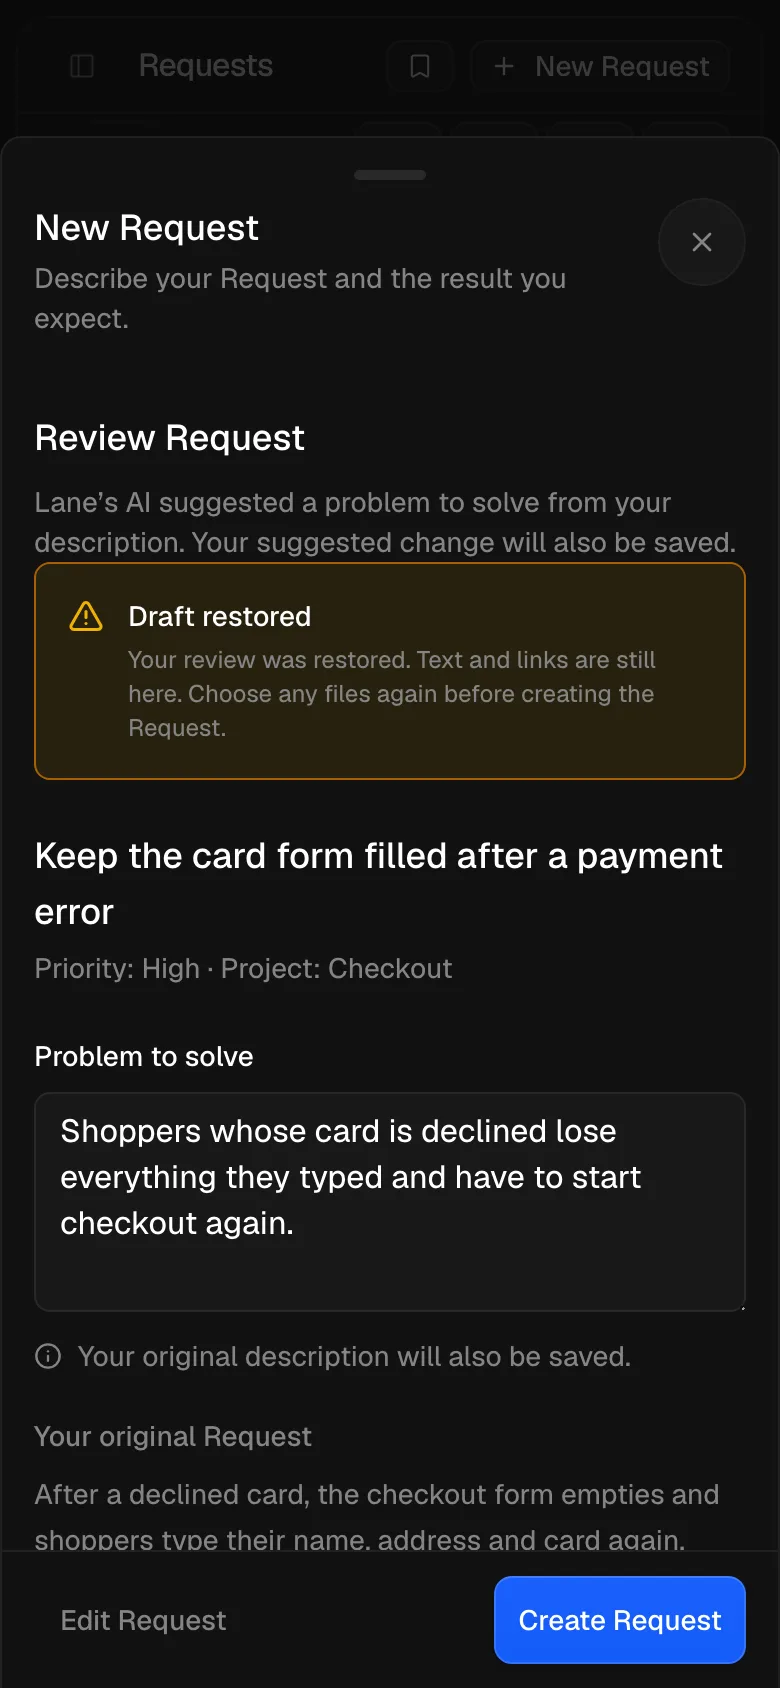 Requests
New Request
New Request
Describe your Request and the result you
expect.
Review Request
Lane’s AI suggested a problem to solve from your
description. Your suggested change will also be saved.
Draft restored
Your review was restored. Text and links are still
here. Choose any files again before creating the
Request.
Keep the card form filled after a payment
error
Priority: High · Project: Checkout
Problem to solve
Shoppers whose card is declined lose
everything they typed and have to start
checkout again.
Your original description will also be saved.
Your original Request
After a declined card, the checkout form empties and
shoppers type their name, address and card again.
Edit Request
Create Request